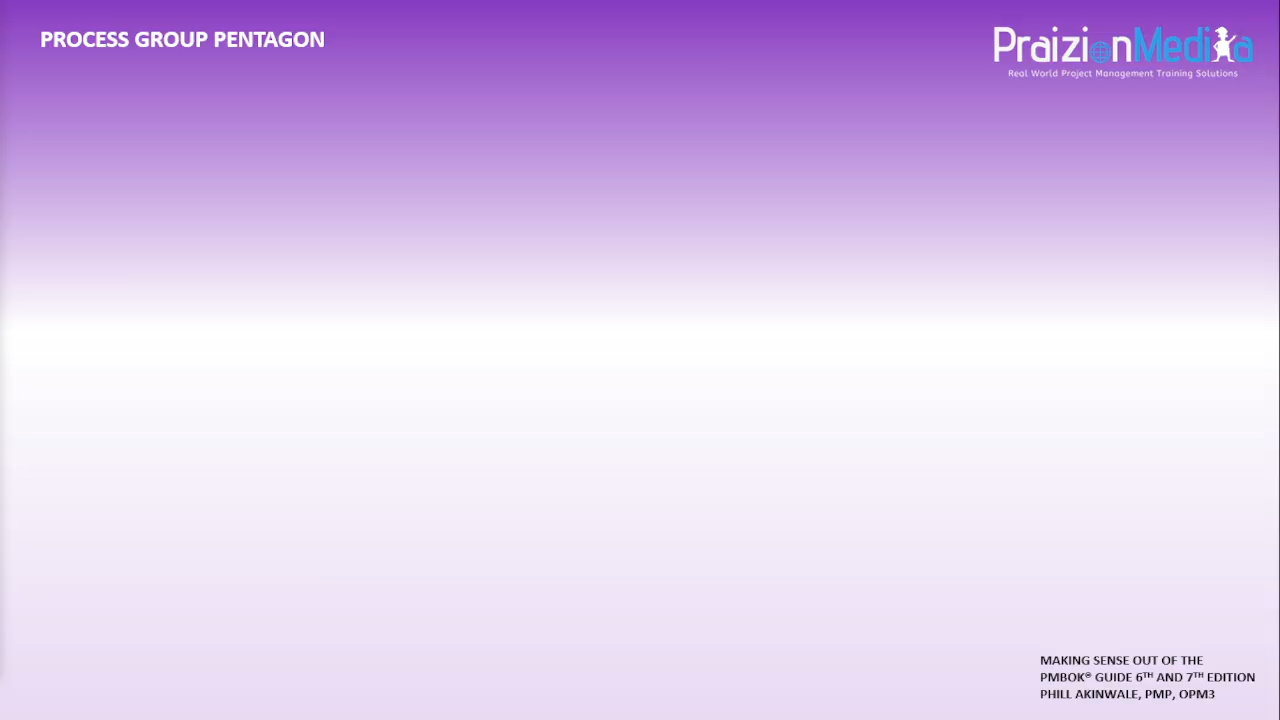 PROCESS GROUP PENTAGON
PraizionMedia
Real World Project Management Training Solutions
MAKING SENSE OUT OF THE
PMBOK® GUIDE 6TH AND 7TH EDITION
PHILL AKINWALE, PMP, OPM3